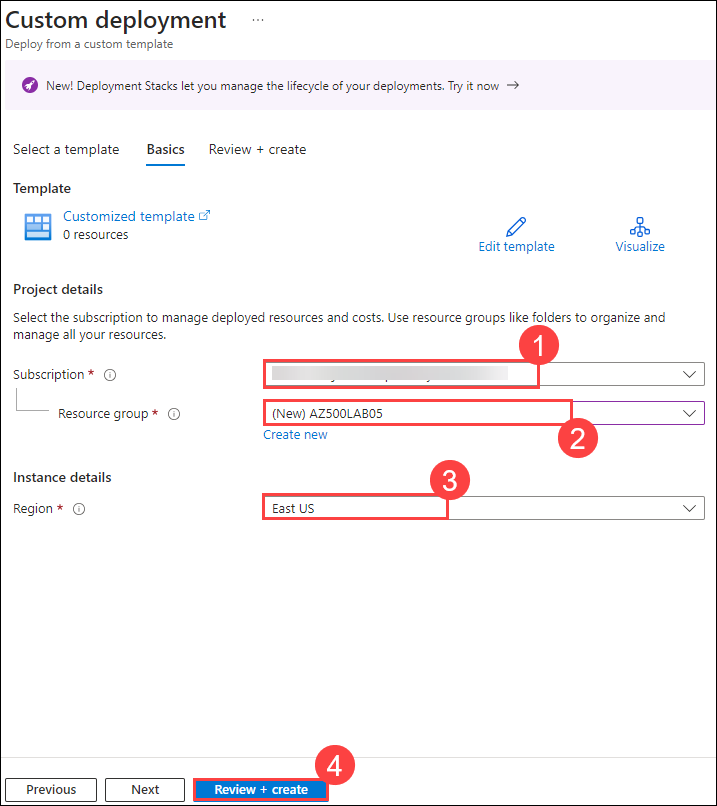 Custom deployment ...
Deploy from a custom template
New! Deployment Stacks let you manage the lifecycle of your deployments. Try it now →
Select a template Basics Review + create
Template
Customized template
0 resources
Edit template Visualize
Project details
Select the subscription to manage deployed resources and costs. Use resource groups like folders to organize and
manage all your resources.
1
Subscription *
Resource group * (New) AZ500LAB05
2
Create new
Instance details
3
Region * East US
4
Previous Next Review + create